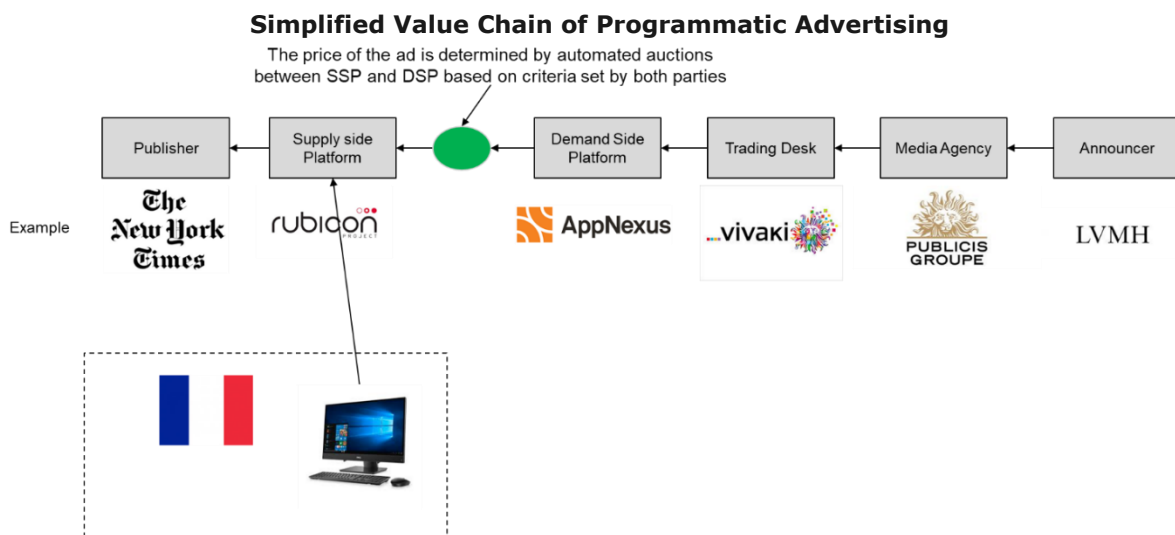 Simplified Value Chain of Programmatic Advertising
The price of the ad is determined by automated auctions
between SSP and DSP based on criteria set by both parties
Publisher
Supply side
Platform
Demand Side
Platform
Trading Desk
Media Agency
Announcer
Example
The
New York
Times
rubicon
PROJECT
AppNexus
vivaki
PUBLICIS
GROUPE
LVMH